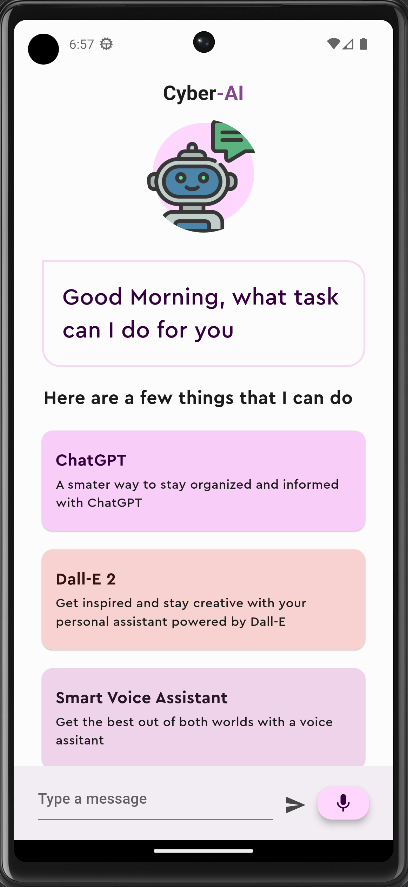 6:57
Cyber-AI
Good Morning, what task
can I do for you
Here are a few things that I can do
ChatGPT
A smater way to stay organized and informed
with ChatGPT
Dall-E 2
Get inspired and stay creative with your
personal assistant powered by Dall-E
Smart Voice Assistant
Get the best out of both worlds with a voice
assitant
Type a message